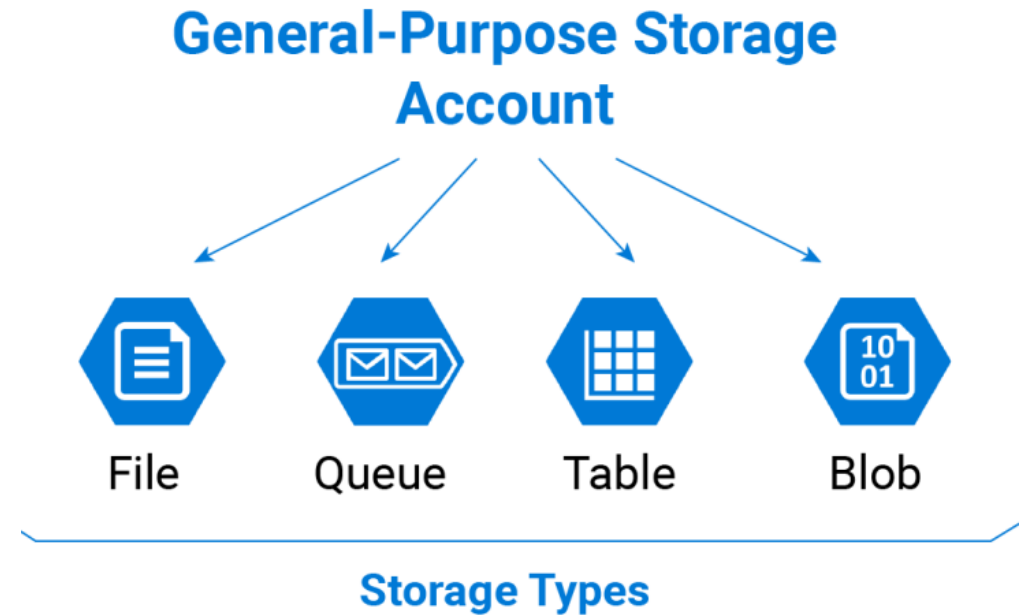 General-Purpose Storage
Account
10
01
File
Queue
Table
Blob
Storage Types